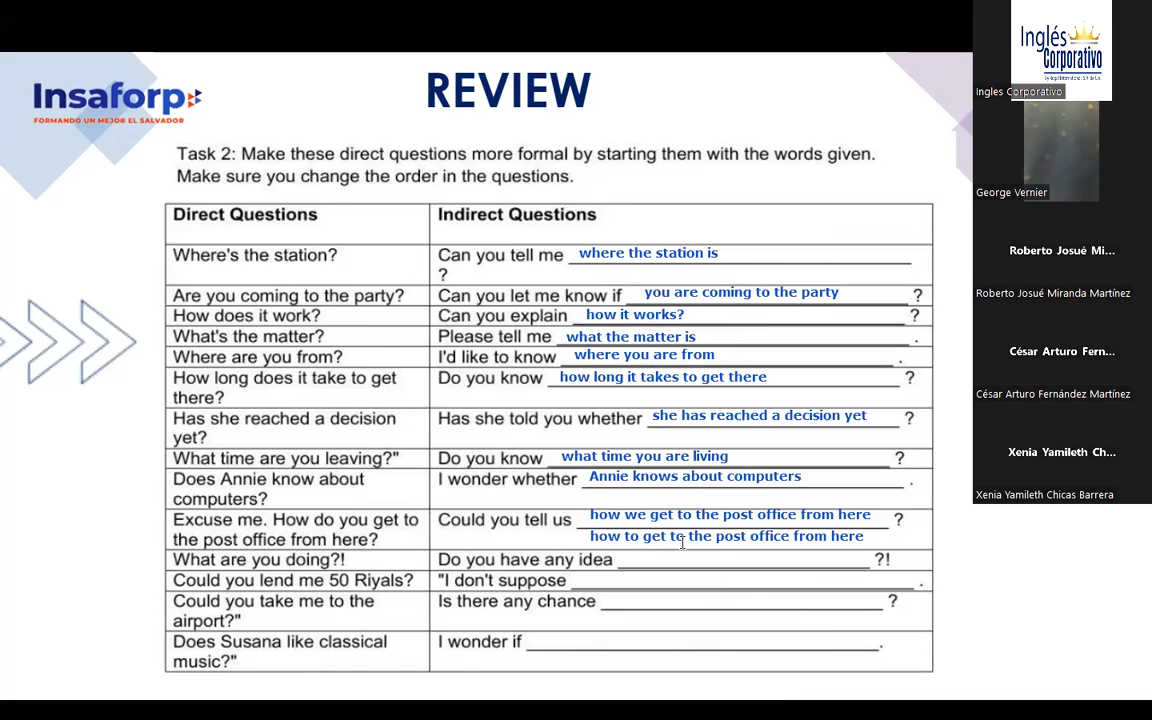 Insaforp
FORMANDO UN MEJOR EL SALVADOR
REVIEW
Task 2: Make these direct questions more formal by starting them with the words given.
Make sure you change the order in the questions.
Direct Questions
Indirect Questions
Where's the station?
Can you tell me where the station is
?
Are you coming to the party?
Can you let me know if you are coming to the party ?
How does it work?
Can you explain how it works? ?
What's the matter?
Please tell me what the matter is .
Where are you from?
I'd like to know where you are from .
How long does it take to get
there?
Do you know how long it takes to get there ?
Has she reached a decision
yet?
Has she told you whether she has reached a decision yet ?
What time are you leaving?"
Do you know what time you are living ?
Does Annie know about
computers?
I wonder whether Annie knows about computers .
Excuse me. How do you get to
the post office from here?
Could you tell us how we get to the post office from here ?
how to get to the post office from here
What are you doing?!
Do you have any idea ?!
Could you lend me 50 Riyals?
"I don't suppose .
Could you take me to the
airport?"
Is there any chance ?
Does Susana like classical
music?"
I wonder if .
Inglés
Corporativo
Ingles Corporativo
George Vernier
Roberto Josué Mi...
Roberto Josué Miranda Martínez
César Arturo Fern...
César Arturo Fernández Martínez
Xenia Yamileth Ch...
Xenia Yamileth Chicas Barrera